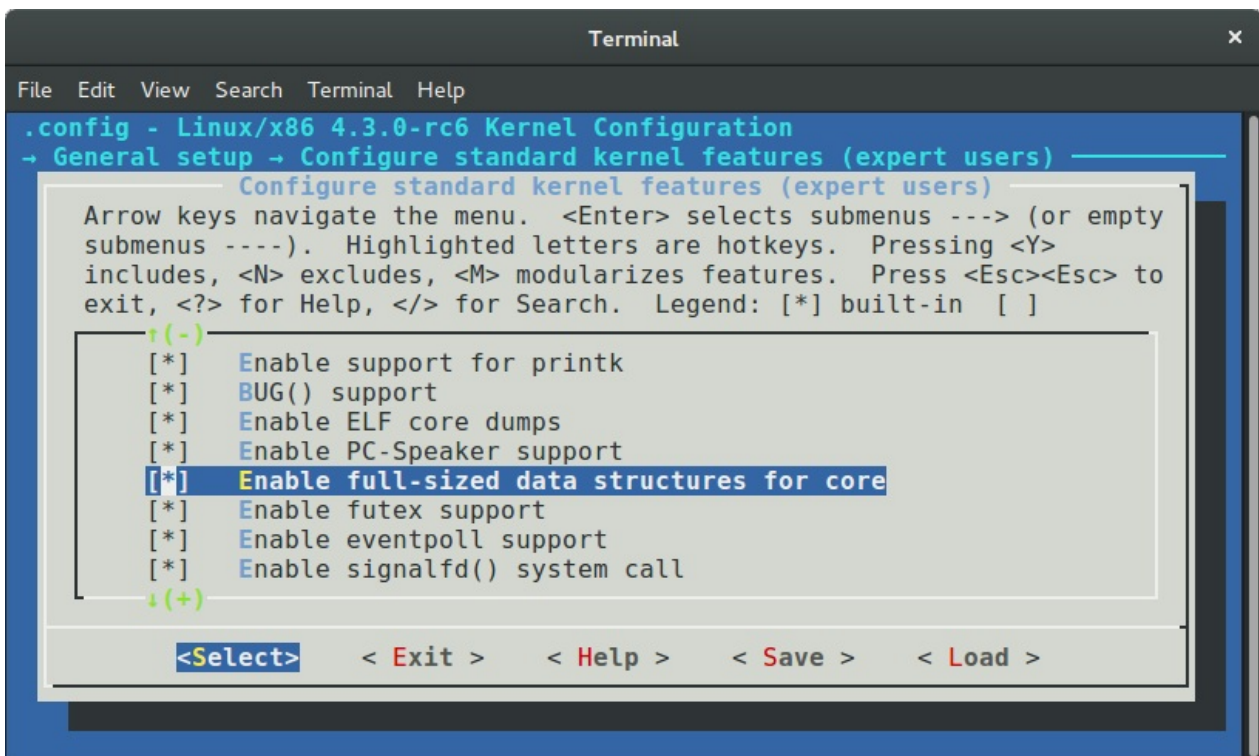 Terminal ×
File Edit View Search Terminal Help
.config - Linux/x86 4.3.0-rc6 Kernel Configuration
→ General setup → Configure standard kernel features (expert users)
Configure standard kernel features (expert users)
Arrow keys navigate the menu.  <Enter> selects submenus ---> (or empty
submenus ----).  Highlighted letters are hotkeys.  Pressing <Y>
includes, <N> excludes, <M> modularizes features.  Press <Esc><Esc> to
exit, <?> for Help, </> for Search.  Legend: [*] built-in  [ ]
↑(-)
[*]   Enable support for printk
[*]   BUG() support
[*]   Enable ELF core dumps
[*]   Enable PC-Speaker support
[*]   Enable full-sized data structures for core
[*]   Enable futex support
[*]   Enable eventpoll support
[*]   Enable signalfd() system call
↓(+)
<Select>    < Exit >    < Help >    < Save >    < Load >